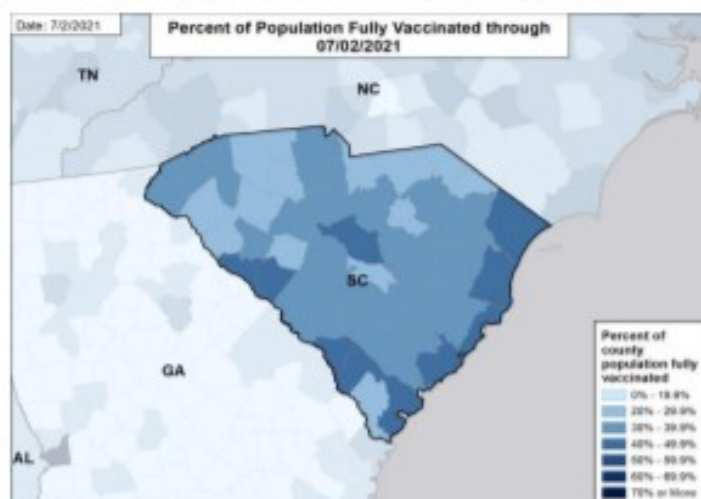 Date: 7/2/2021
Percent of Population Fully Vaccinated through
07/02/2021
TN
NC
SC
GA
AL
Percent of
county
population fully
vaccinated
0% - 19.9%
20% - 29.9%
30% - 39.9%
40% - 49.9%
50% - 59.9%
60% - 69.9%
70% or More